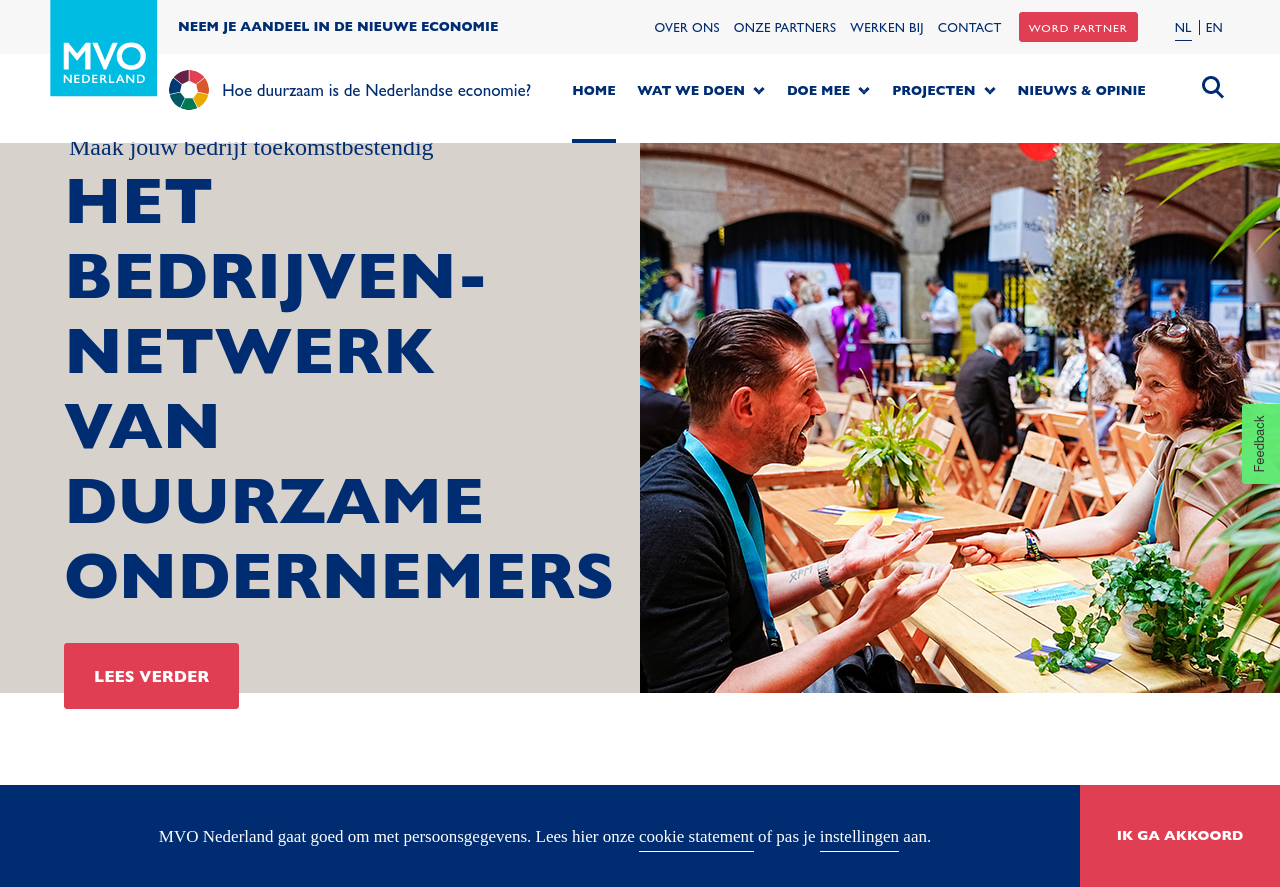 NEEM JE AANDEEL IN DE NIEUWE ECONOMIE
OVER ONS
ONZE PARTNERS
WERKEN BIJ
CONTACT
WORD PARTNER
NL
EN
MVO
NEDERLAND
Hoe duurzaam is de Nederlandse economie?
HOME
WAT WE DOEN
DOE MEE
PROJECTEN
NIEUWS & OPINIE
Maak jouw bedrijf toekomstbestendig
HET
BEDRIJVEN-
NETWERK
VAN
DUURZAME
ONDERNEMERS
LEES VERDER
Feedback
MVO Nederland gaat goed om met persoonsgegevens. Lees hier onze cookie statement of pas je instellingen aan.
IK GA AKKOORD